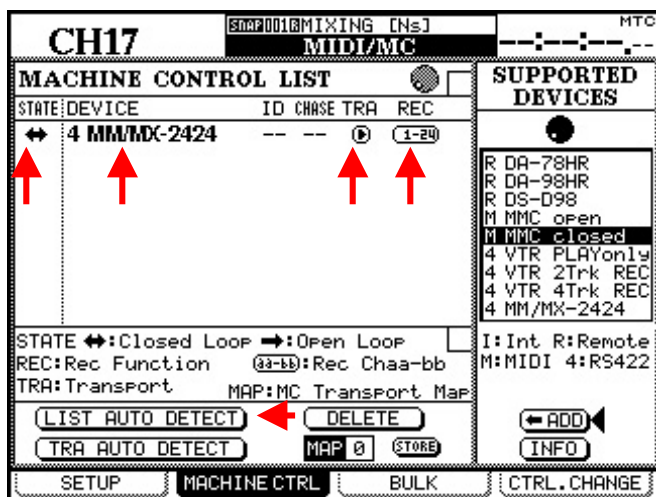 CH17
SNAP001 MIXING [Ns]
MIDI/MC
MTC
--:--:--.--
MACHINE CONTROL LIST
STATE DEVICE ID CHASE TRA REC
4 MM/MX-2424 -- -- 1-24
STATE ↔:Closed Loop →:Open Loop
REC:Rec Function aa-bb:Rec Chaa-bb
TRA:Transport MAP:MC Transport Map
LIST AUTO DETECT DELETE
TRA AUTO DETECT MAP 0 STORE
SUPPORTED
DEVICES
R DA-78HR
R DA-98HR
R DS-D98
M MMC open
M MMC closed
4 VTR PLAYonly
4 VTR 2Trk REC
4 VTR 4Trk REC
4 MM/MX-2424
I:Int R:Remote
M:MIDI 4:RS422
←ADD
INFO
SETUP MACHINE CTRL BULK CTRL.CHANGE